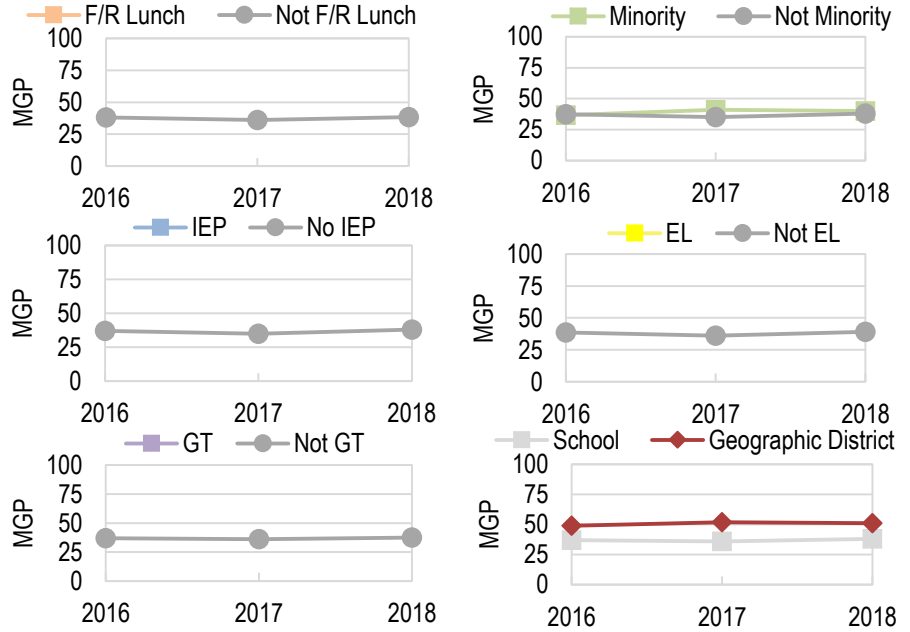 F/R Lunch Not F/R Lunch
100
75
50
25
0
MGP
2016 2017 2018
Minority Not Minority
100
75
50
25
0
MGP
2016 2017 2018
IEP No IEP
100
75
50
25
0
MGP
2016 2017 2018
EL Not EL
100
75
50
25
0
MGP
2016 2017 2018
GT Not GT
100
75
50
25
0
MGP
2016 2017 2018
School Geographic District
100
75
50
25
0
MGP
2016 2017 2018